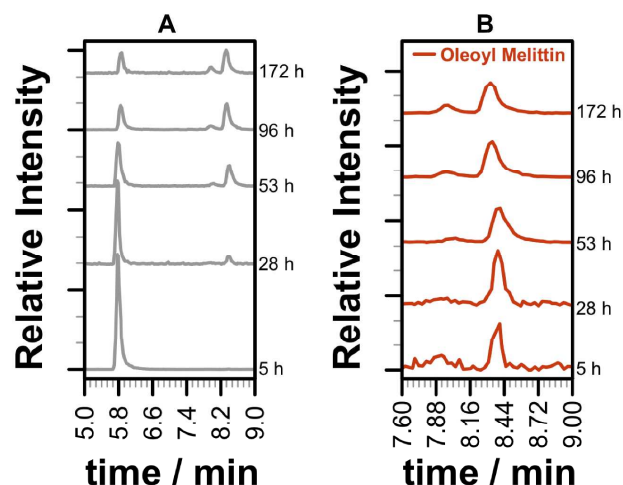 A
Relative Intensity
172 h
96 h
53 h
28 h
5 h
5.0 5.8 6.6 7.4 8.2 9.0
time / min
B
Relative Intensity
Oleoyl Melittin
172 h
96 h
53 h
28 h
5 h
7.60 7.88 8.16 8.44 8.72 9.00
time / min